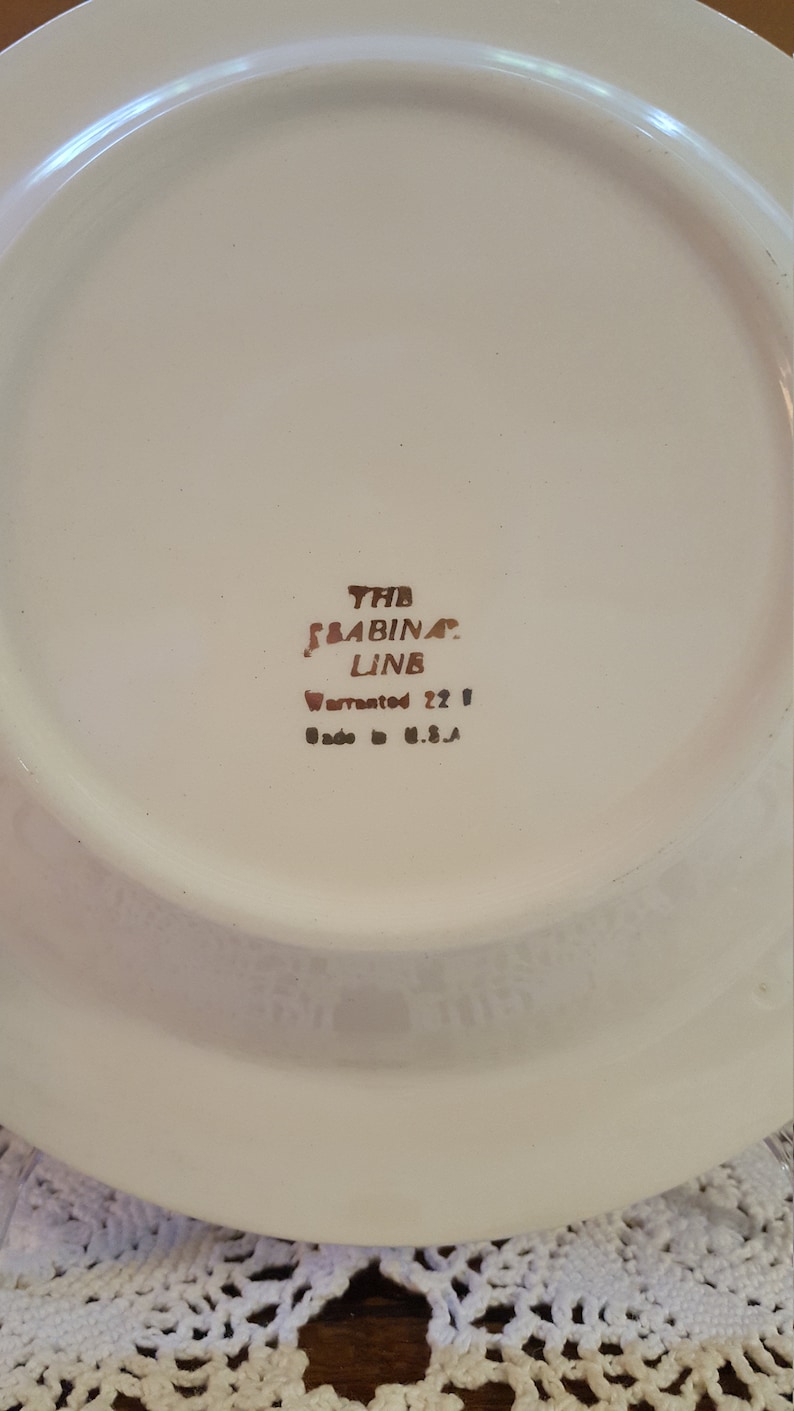 THE
SABINA
LINE
Warranted 22 K
Made in U.S.A